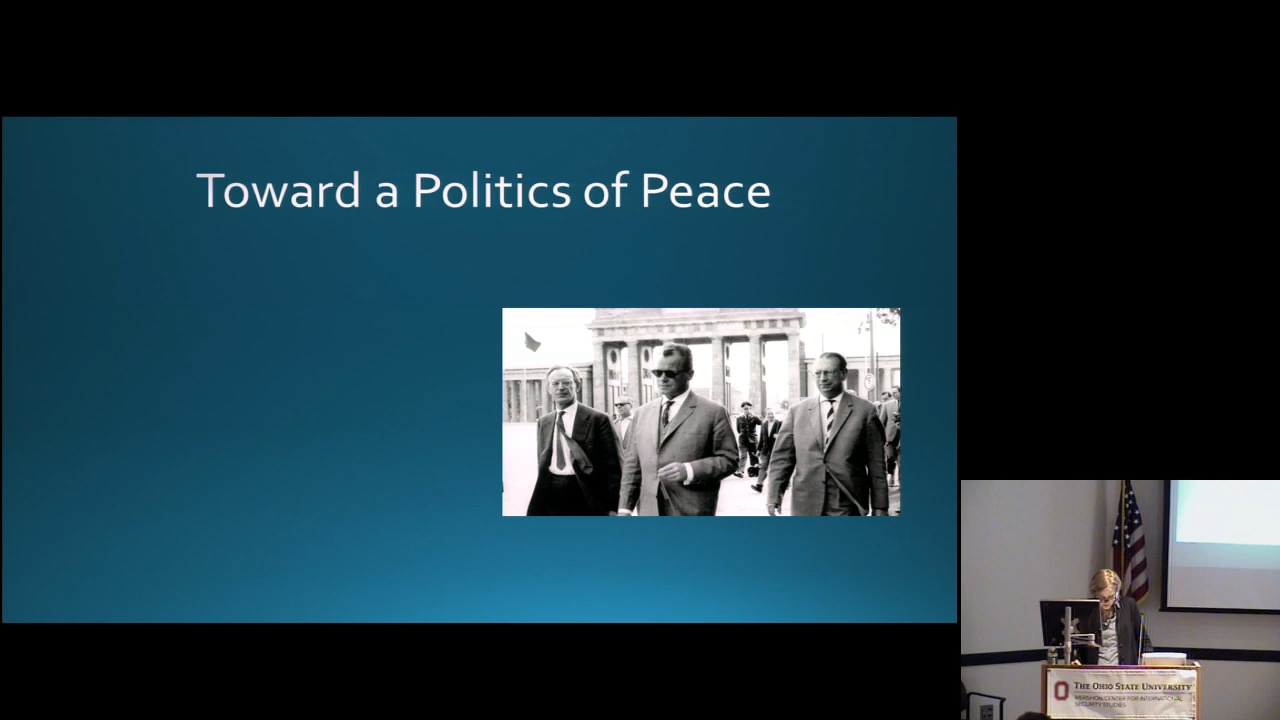 Toward a Politics of Peace
THE OHIO STATE UNIVERSITY
MERSHON CENTER FOR INTERNATIONAL
SECURITY STUDIES